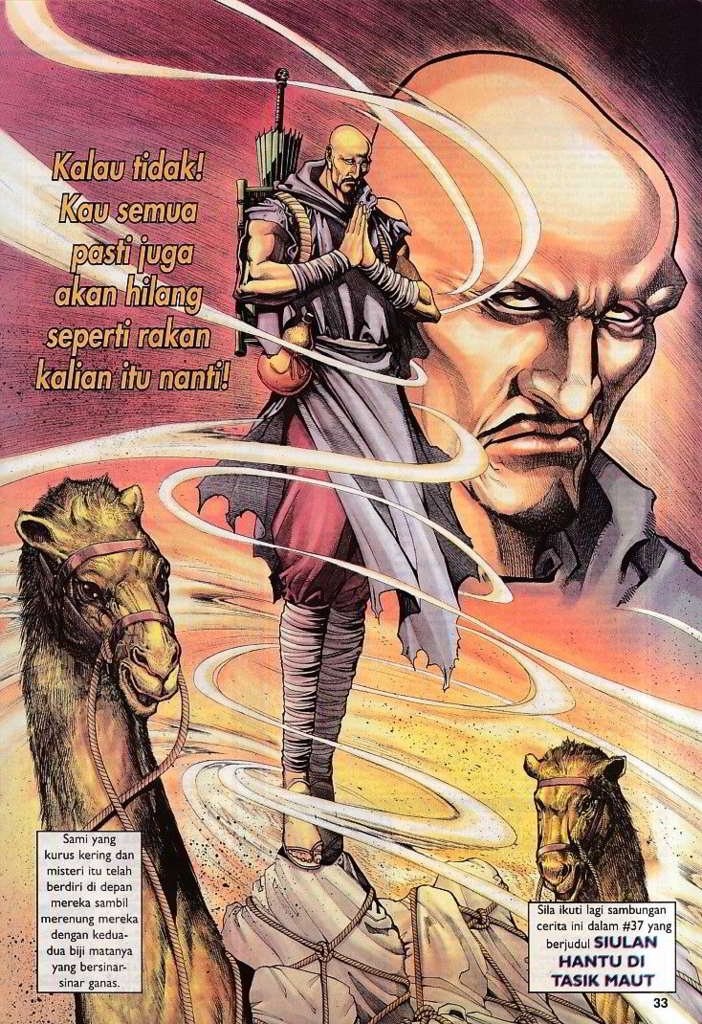 Kalau tidak!
Kau semua
pasti juga
akan hilang
seperti rakan
kalian itu nanti!
Sami yang
kurus kering dan
misteri itu telah
berdiri di depan
mereka sambil
merenung mereka
dengan kedua-
dua biji matanya
yang bersinar-
sinar ganas.
Sila ikuti lagi sambungan
cerita ini dalam #37 yang
berjudul SIULAN
HANTU DI
TASIK MAUT
33